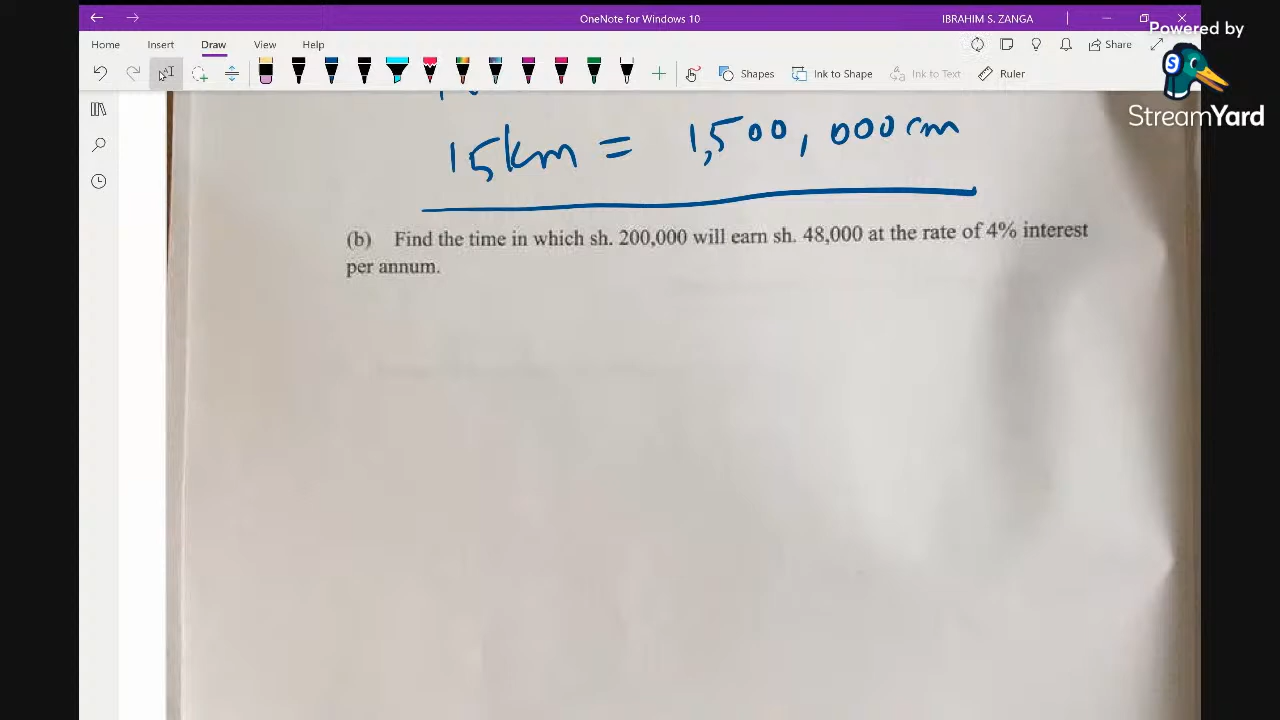 OneNote for Windows 10
IBRAHIM S. ZANGA
Powered by
StreamYard
Home Insert Draw View Help
Share
Shapes Ink to Shape Ink to Text Ruler
15km = 1,500,000cm
(b) Find the time in which sh. 200,000 will earn sh. 48,000 at the rate of 4% interest
per annum.